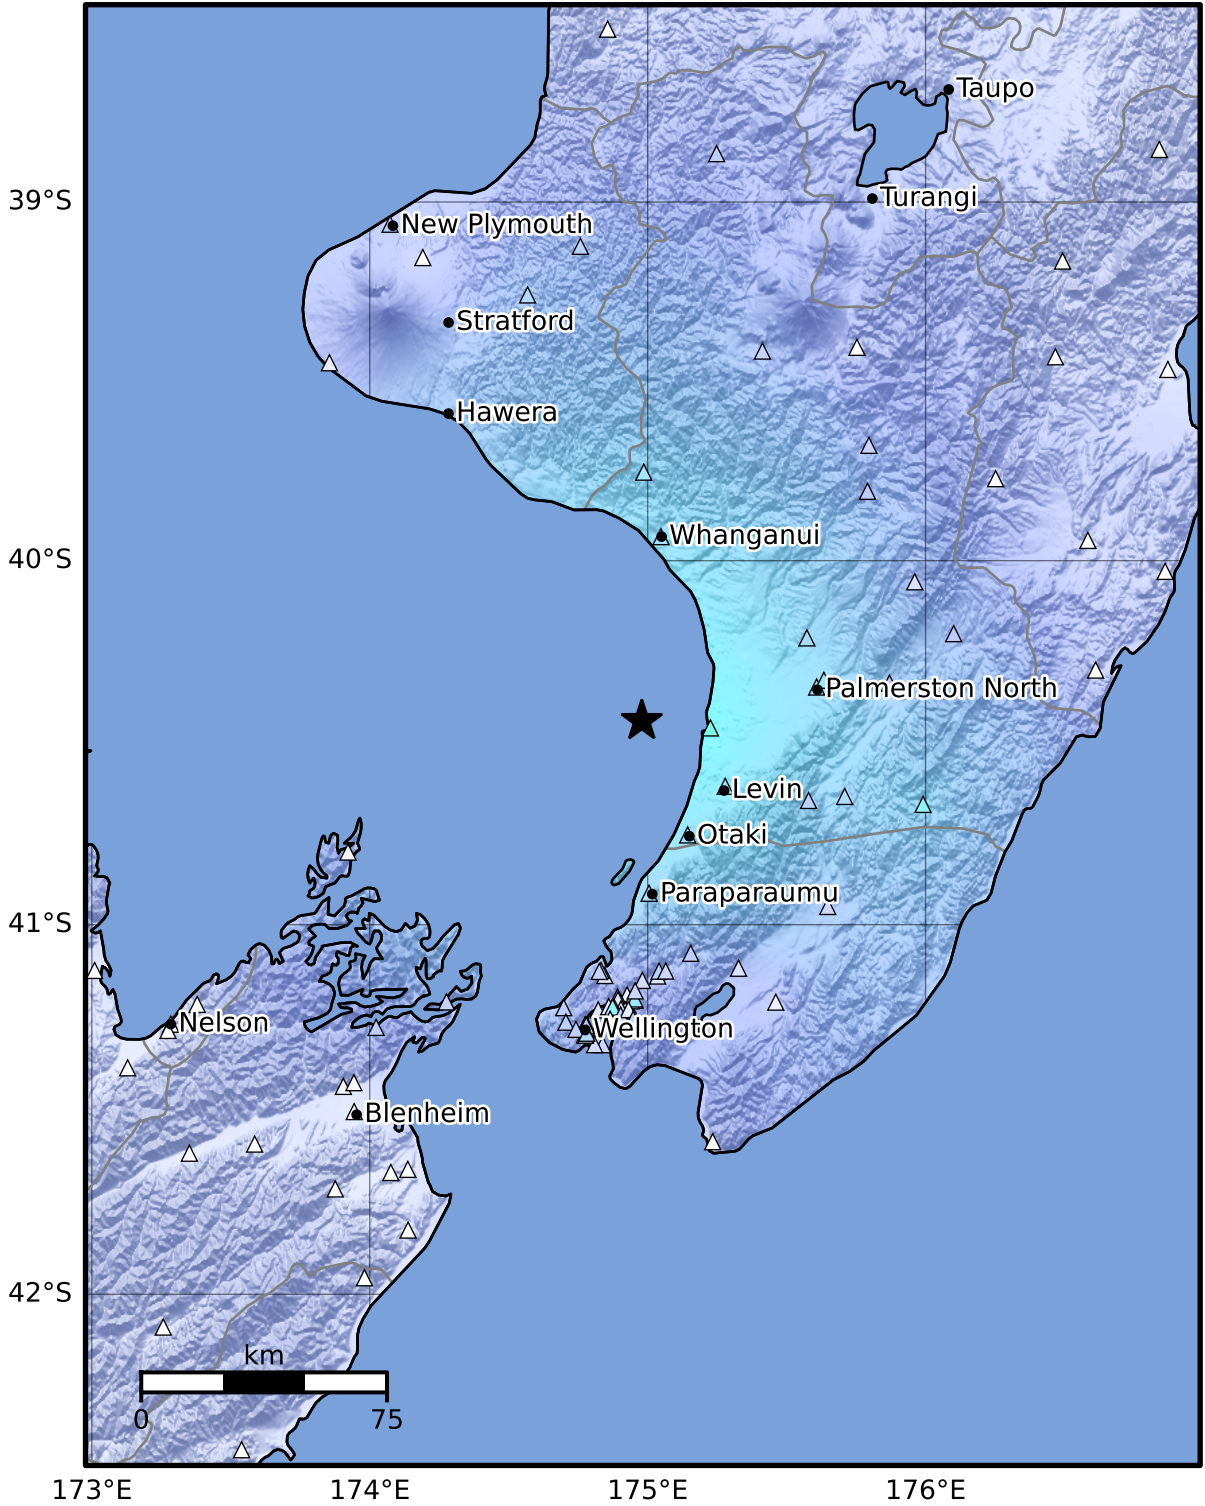 Taupo
39°S
Turangi
New Plymouth
Stratford
Hawera
Whanganui
40°S
Palmerston North
Levin
Otaki
Paraparaumu
41°S
Nelson
Wellington
Blenheim
42°S
km
0
75
173°E
174°E
175°E
176°E